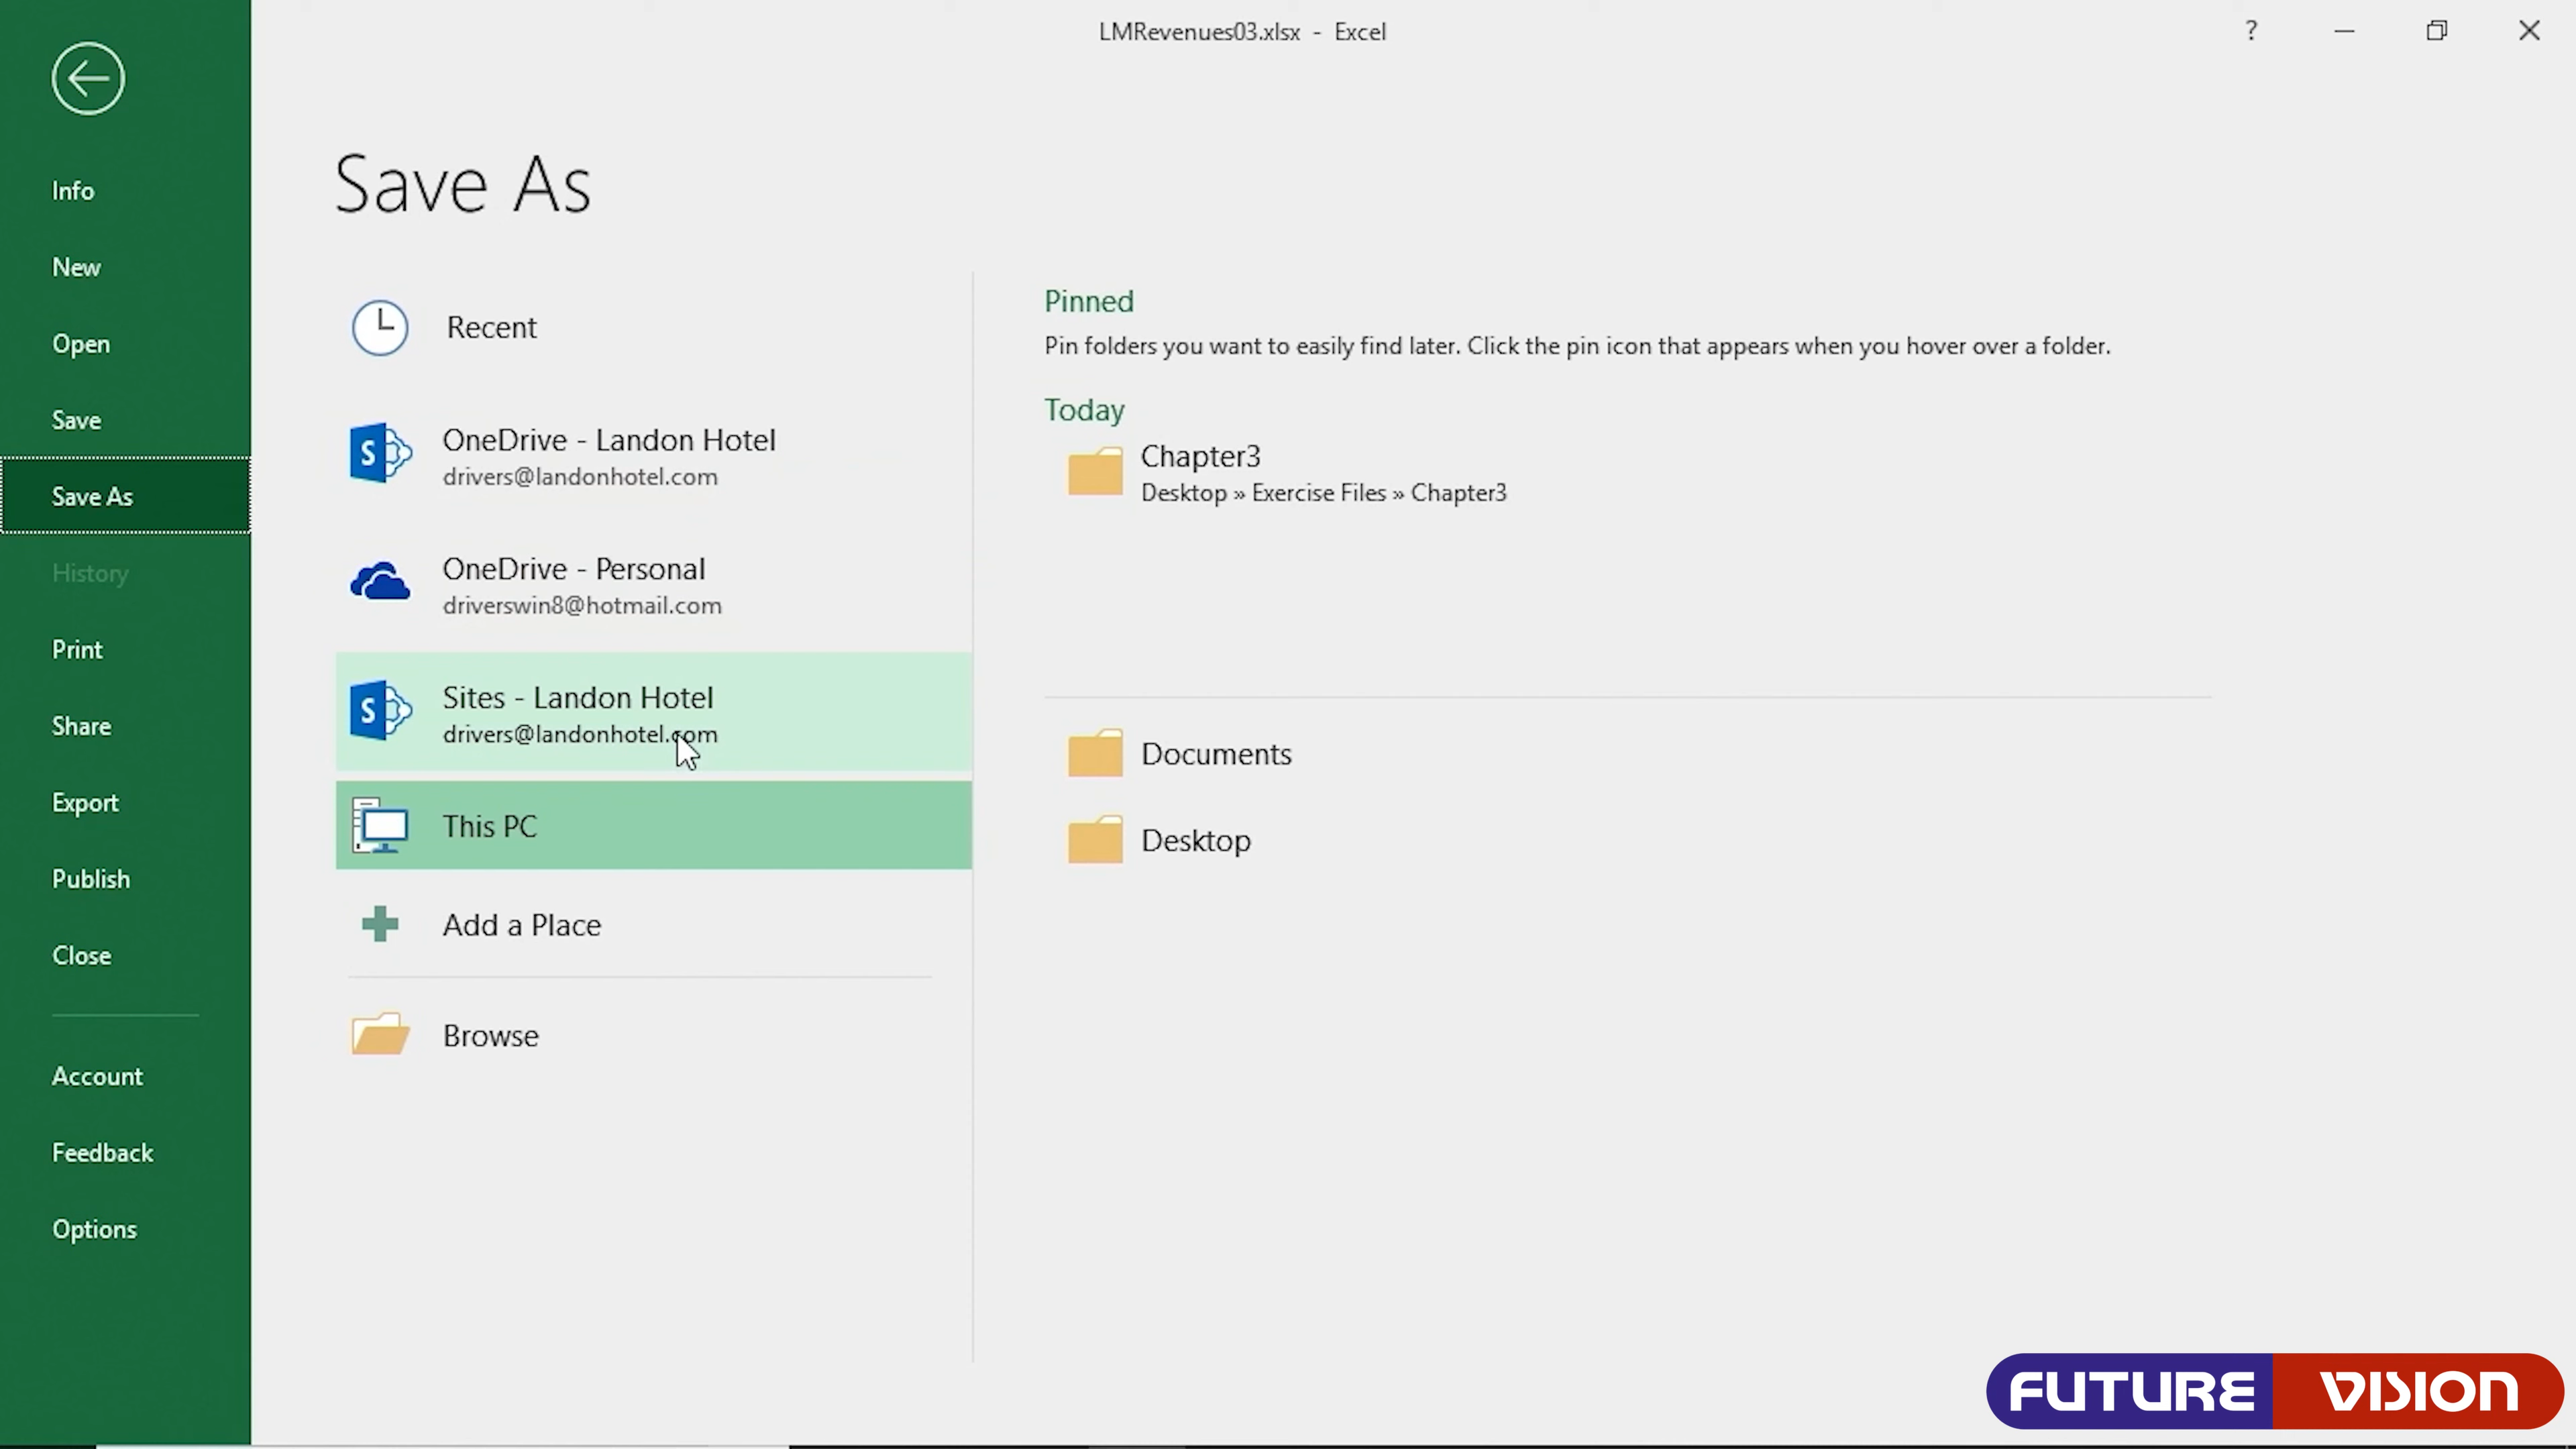 LMRevenues03.xlsx - Excel
?
Info
New
Open
Save
Save As
History
Print
Share
Export
Publish
Close
Account
Feedback
Options
Save As
Recent
OneDrive - Landon Hotel
drivers@landonhotel.com
OneDrive - Personal
driverswin8@hotmail.com
Sites - Landon Hotel
drivers@landonhotel.com
This PC
Add a Place
Browse
Pinned
Pin folders you want to easily find later. Click the pin icon that appears when you hover over a folder.
Today
Chapter3
Desktop » Exercise Files » Chapter3
Documents
Desktop
FUTURE VISION